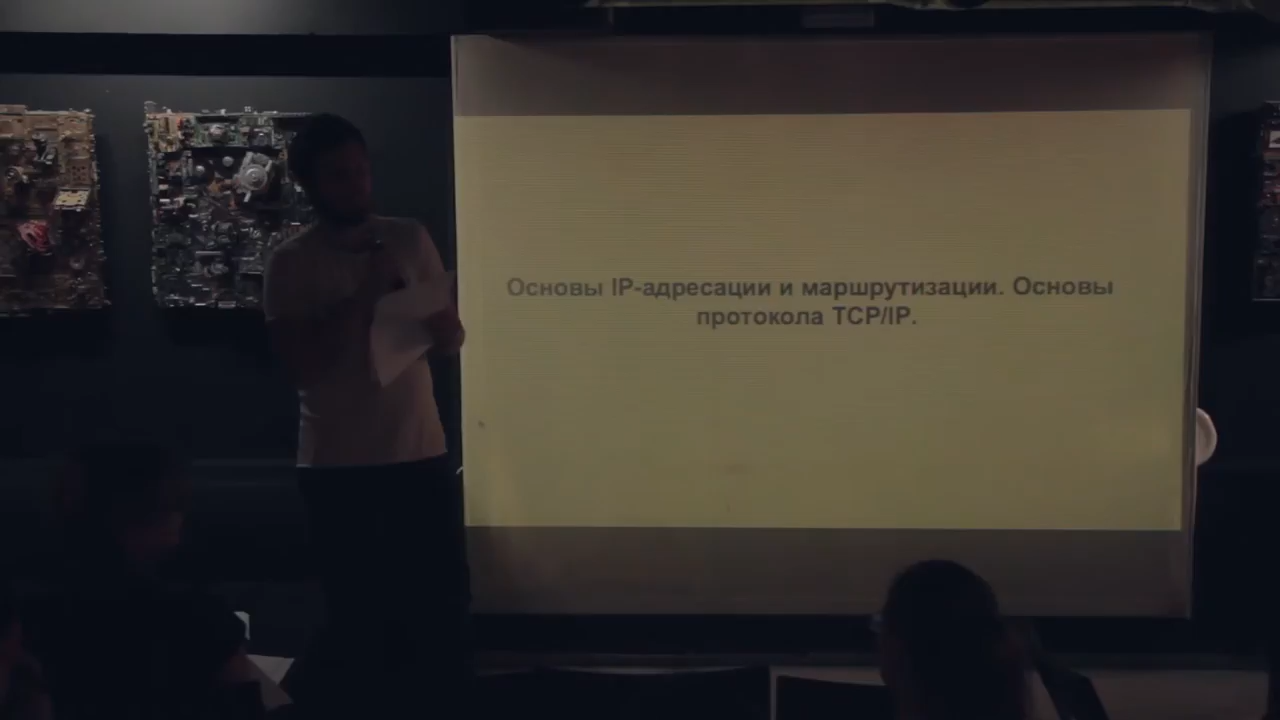 Основы IP-адресации и маршрутизации. Основы
протокола TCP/IP.